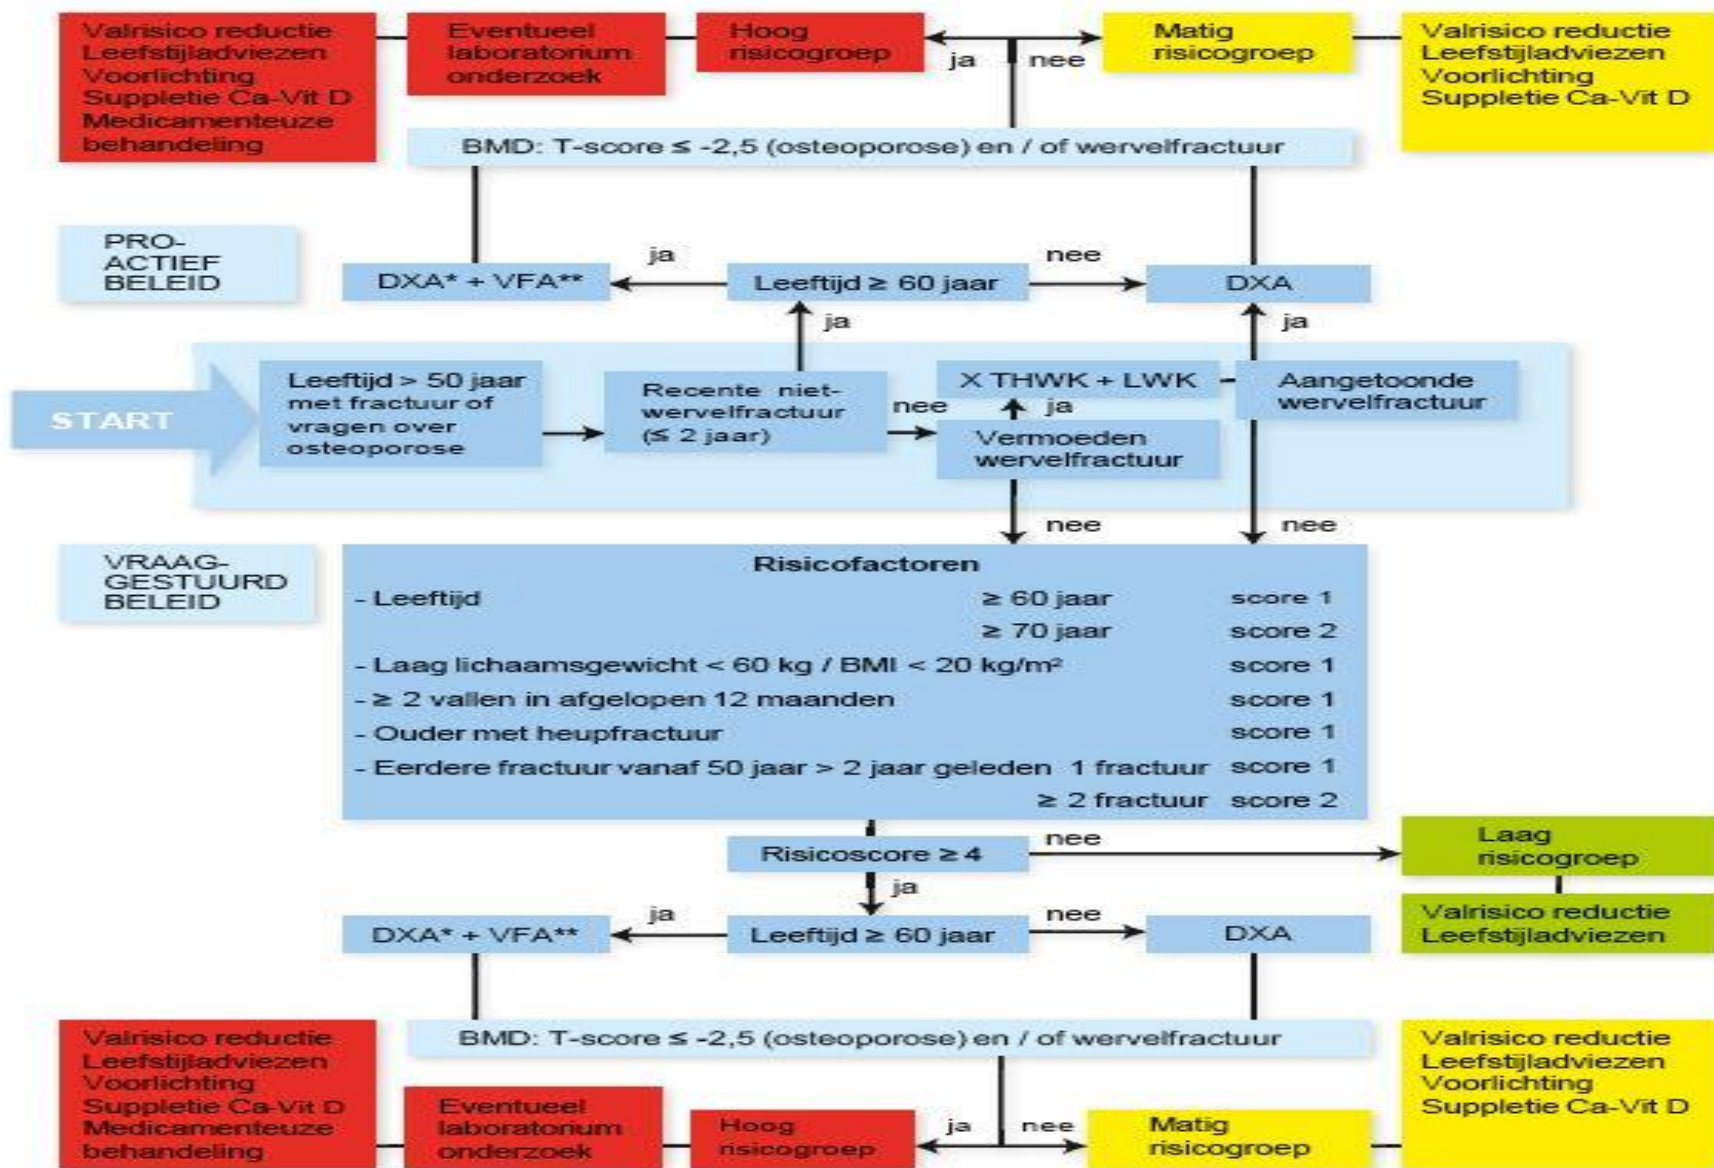 Valrisico reductie
Leefstijladviezen
Voorlichting
Suppletie Ca-Vit D
Medicamenteuze
behandeling
Eventueel
laboratorium
onderzoek
Hoog
risicogroep
ja
nee
Matig
risicogroep
Valrisico reductie
Leefstijladviezen
Voorlichting
Suppletie Ca-Vit D
BMD: T-score ≤ -2,5 (osteoporose) en / of wervelfractuur
PRO-
ACTIEF
BELEID
DXA* + VFA**
ja
Leeftijd ≥ 60 jaar
nee
DXA
ja
ja
START
Leeftijd > 50 jaar
met fractuur of
vragen over
osteoporose
Recente niet-
wervelfractuur
(≤ 2 jaar)
nee
X THWK + LWK
ja
Vermoeden
wervelfractuur
Aangetoonde
wervelfractuur
nee
nee
VRAAG-
GESTUURD
BELEID
Risicofactoren
- Leeftijd ≥ 60 jaar score 1
≥ 70 jaar score 2
- Laag lichaamsgewicht < 60 kg / BMI < 20 kg/m² score 1
- ≥ 2 vallen in afgelopen 12 maanden score 1
- Ouder met heupfractuur score 1
- Eerdere fractuur vanaf 50 jaar > 2 jaar geleden 1 fractuur score 1
≥ 2 fractuur score 2
Risicoscore ≥ 4
nee
Laag
risicogroep
ja
Valrisico reductie
Leefstijladviezen
DXA* + VFA**
ja
Leeftijd ≥ 60 jaar
nee
DXA
BMD: T-score ≤ -2,5 (osteoporose) en / of wervelfractuur
Valrisico reductie
Leefstijladviezen
Voorlichting
Suppletie Ca-Vit D
Medicamenteuze
behandeling
Eventueel
laboratorium
onderzoek
Hoog
risicogroep
ja
nee
Matig
risicogroep
Valrisico reductie
Leefstijladviezen
Voorlichting
Suppletie Ca-Vit D